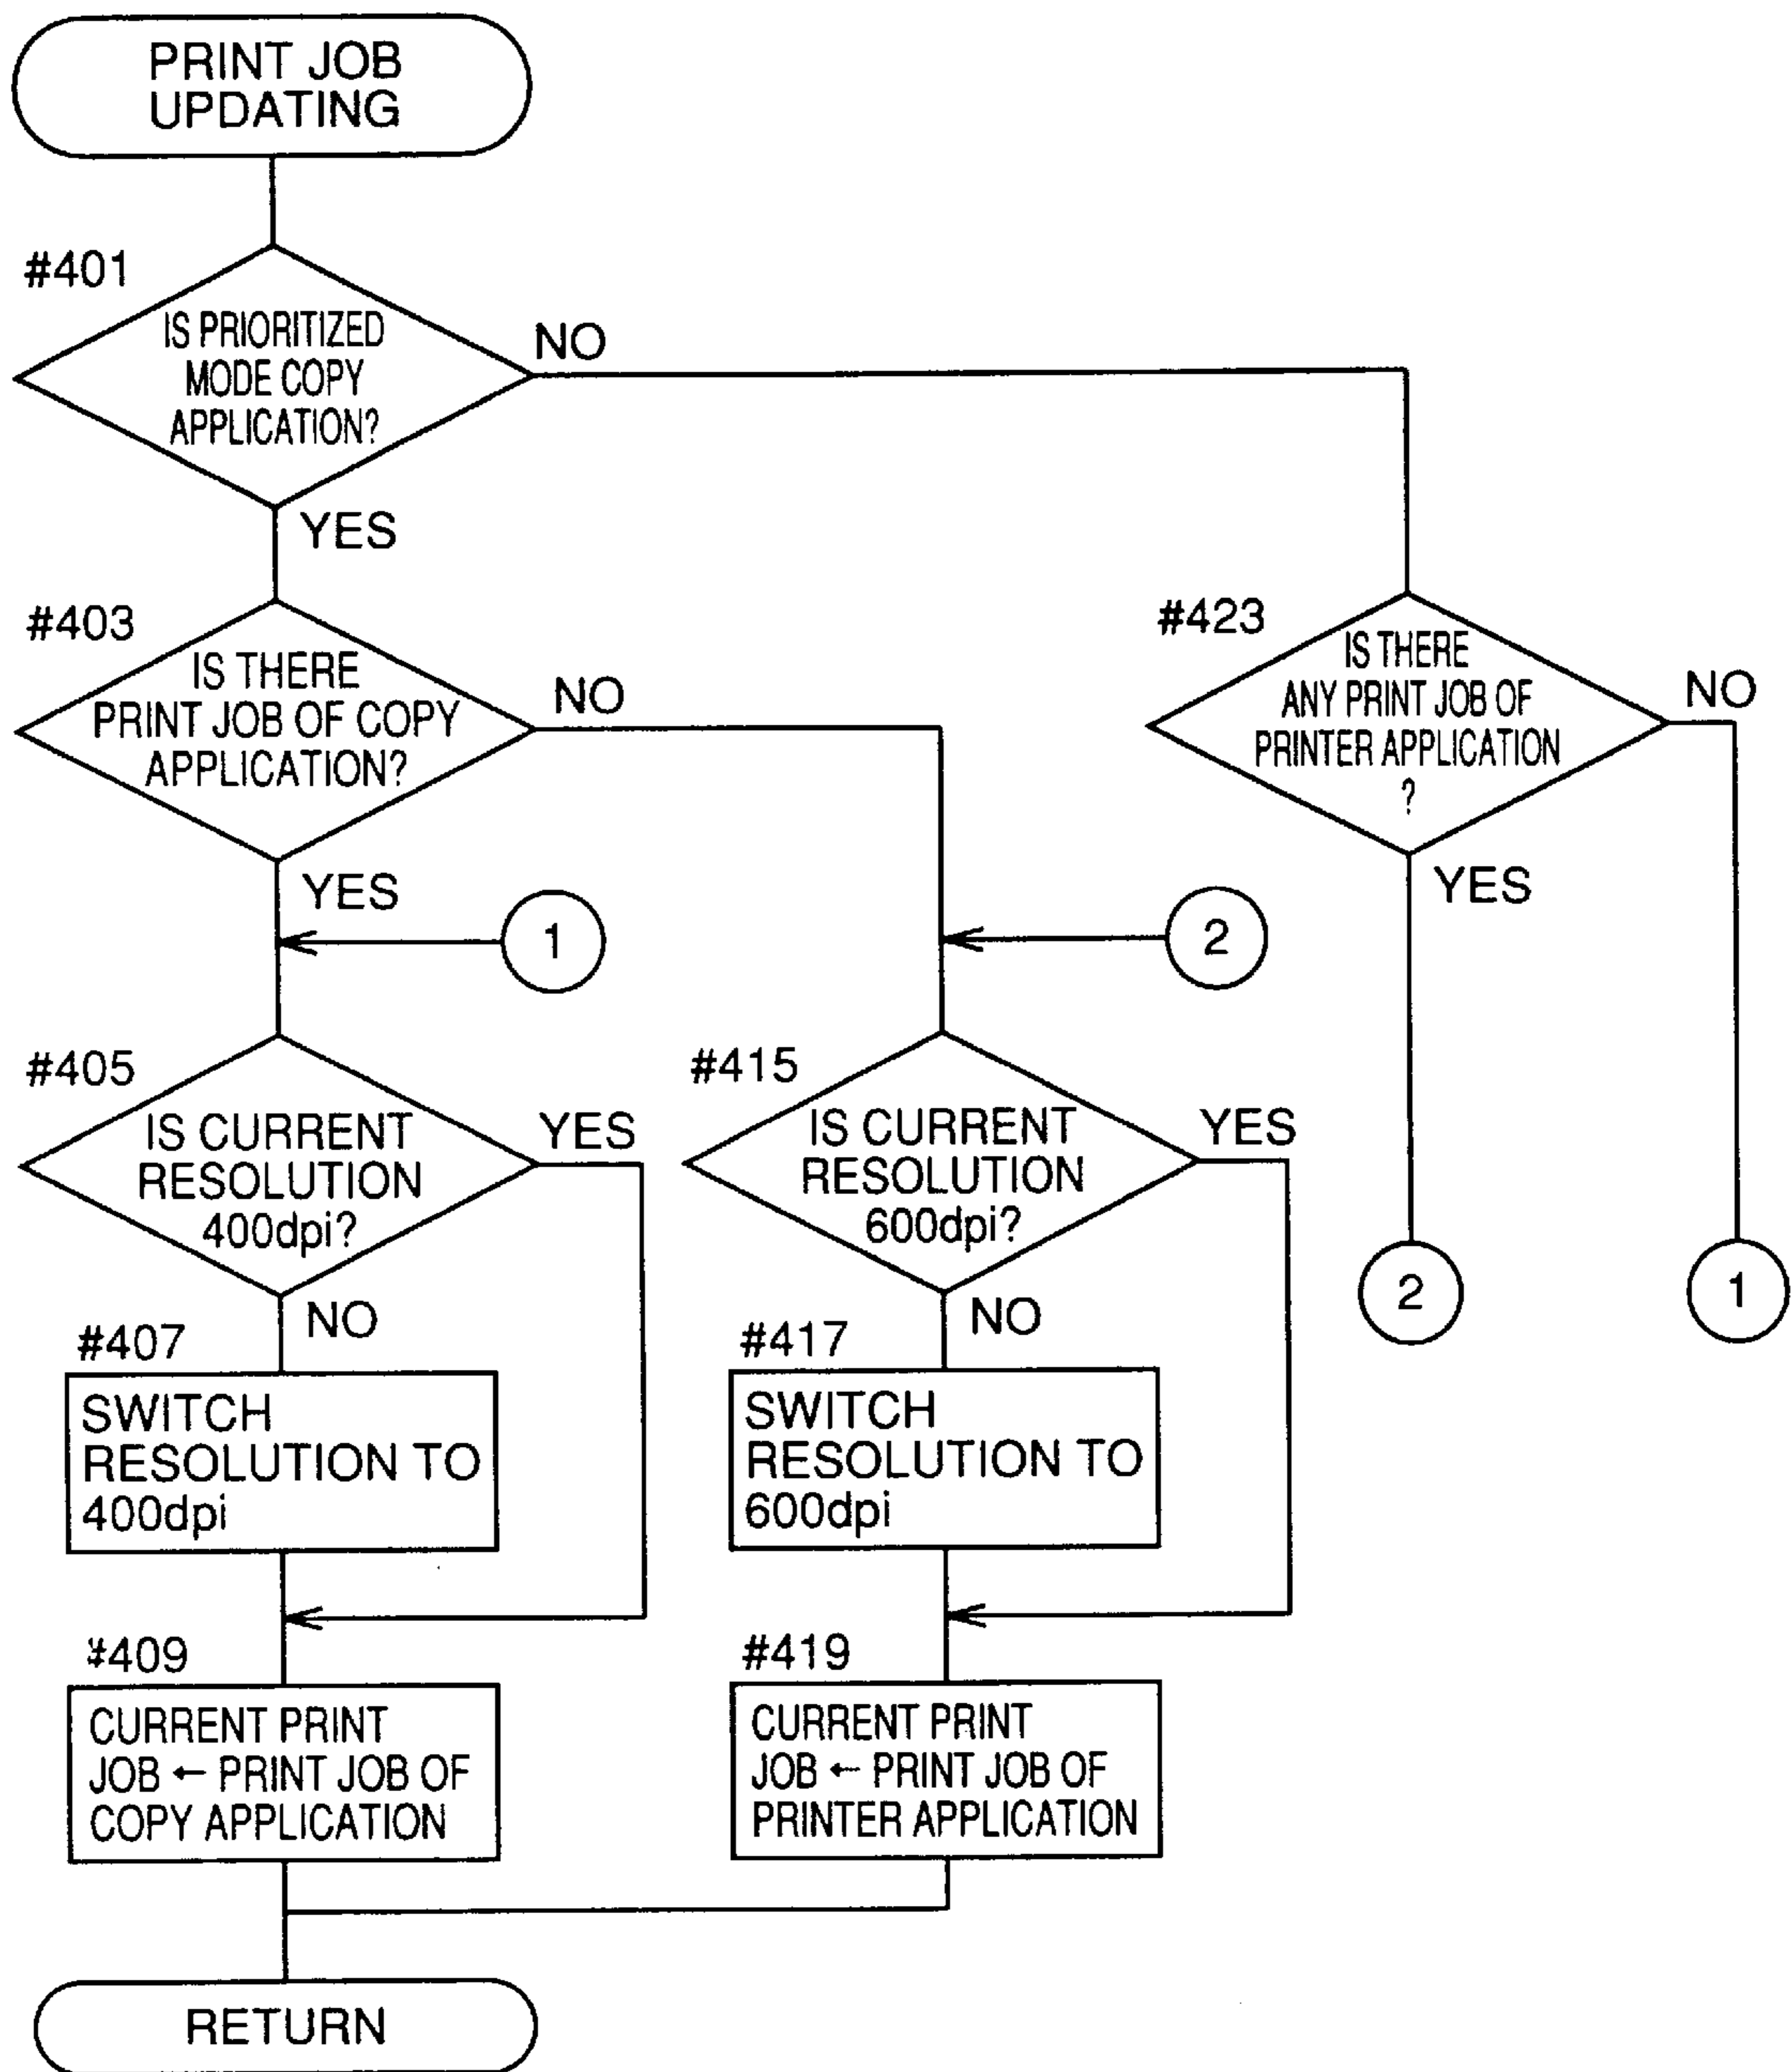 PRINT JOB
UPDATING
#401
IS PRIORITIZED
MODE COPY
APPLICATION?
NO
YES
#403
IS THERE
PRINT JOB OF COPY
APPLICATION?
NO
YES
1
#423
IS THERE
ANY PRINT JOB OF
PRINTER APPLICATION
?
NO
YES
2
#405
IS CURRENT
RESOLUTION
400dpi?
YES
NO
#415
IS CURRENT
RESOLUTION
600dpi?
YES
NO
2
1
#407
SWITCH
RESOLUTION TO
400dpi
#417
SWITCH
RESOLUTION TO
600dpi
#409
CURRENT PRINT
JOB ← PRINT JOB OF
COPY APPLICATION
#419
CURRENT PRINT
JOB ← PRINT JOB OF
PRINTER APPLICATION
RETURN